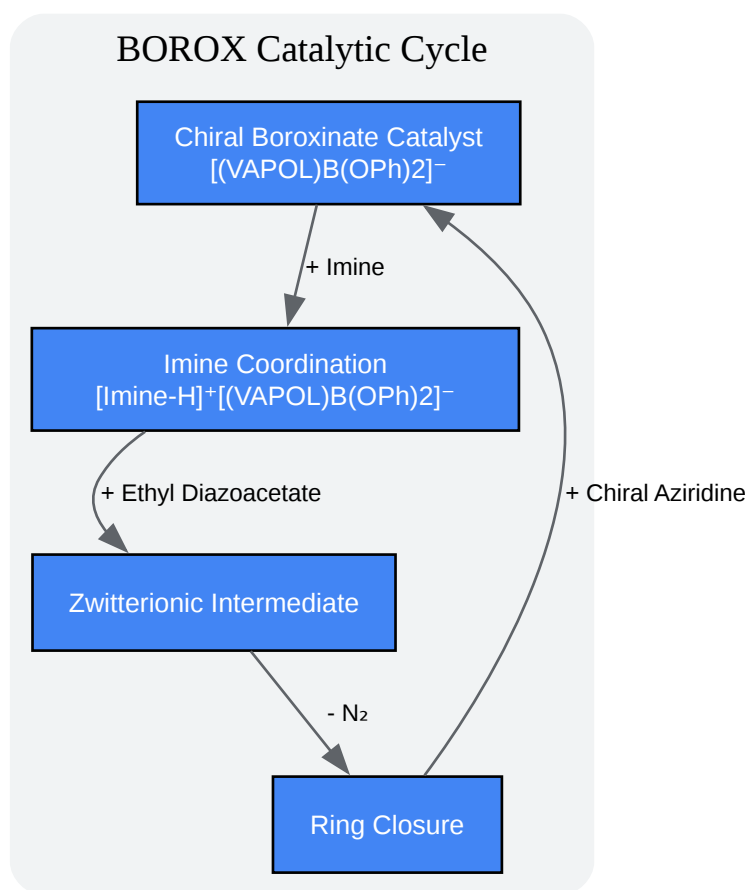 BOROX Catalytic Cycle
Chiral Boroxinate Catalyst
[(VAPOL)B(OPh)2]⁻
+ Imine
Imine Coordination
[Imine-H]⁺[(VAPOL)B(OPh)2]⁻
+ Ethyl Diazoacetate
+ Chiral Aziridine
Zwitterionic Intermediate
- N₂
Ring Closure